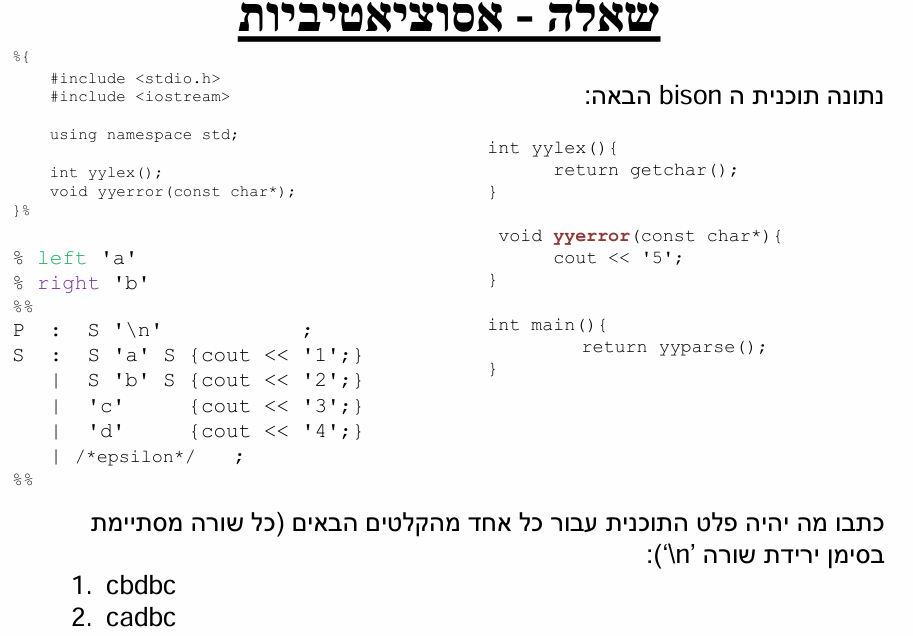 שאלה - אסוציאטיביות
נתונה תוכנית ה bison הבאה:
%{
#include <stdio.h>
#include <iostream>
using namespace std;
int yylex();
void yyerror(const char*);
}%
% left 'a'
% right 'b'
%%
P : S '\n' ;
S : S 'a' S {cout << '1';}
| S 'b' S {cout << '2';}
| 'c' {cout << '3';}
| 'd' {cout << '4';}
| /*epsilon*/ ;
%%
int yylex(){
return getchar();
}
void yyerror(const char*){
cout << '5';
}
int main(){
return yyparse();
}
כתבו מה יהיה פלט התוכנית עבור כל אחד מהקלטים הבאים (כל שורה מסתיימת
בסימן ירידת שורה '\n'):
1. cbdbc
2. cadbc